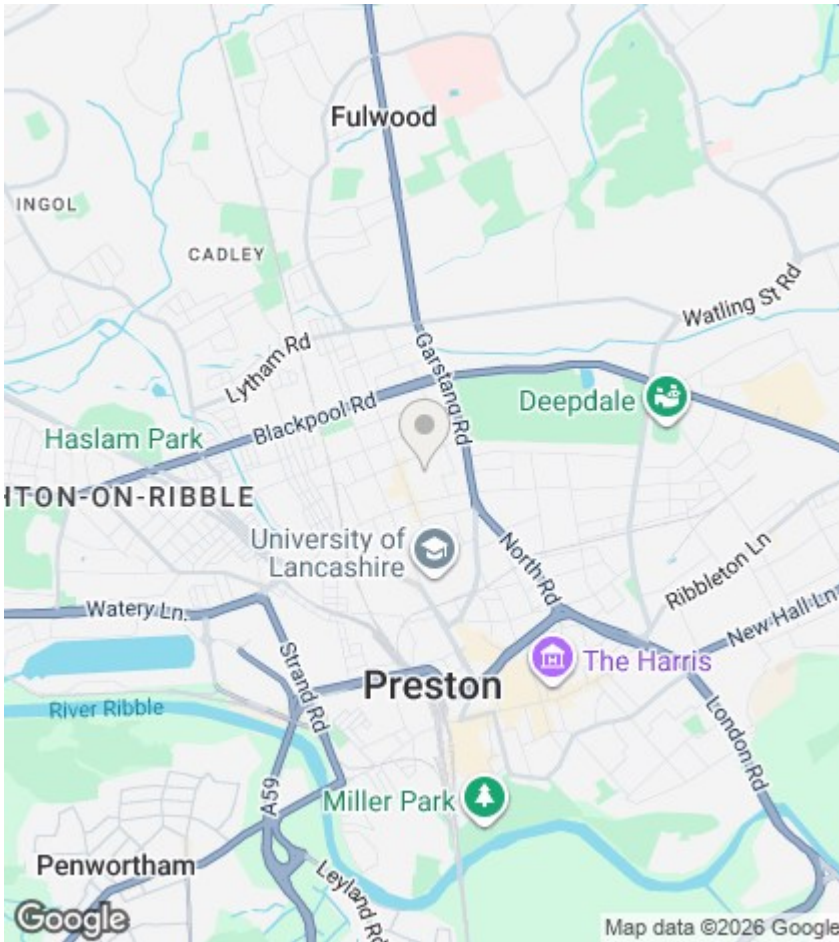 Fulwood
INGOL
CADLEY
Watling St Rd
Lytham Rd
Garstang Rd
Blackpool Rd
Deepdale
Haslam Park
HTON-ON-RIBBLE
University of
Lancashire
North Rd
Ribbleton Ln
Watery Ln.
New Hall Ln
Strand Rd
The Harris
Preston
River Ribble
London Rd
A59
Miller Park
Penwortham
Leyland Rd
Google
Map data ©2026 Google